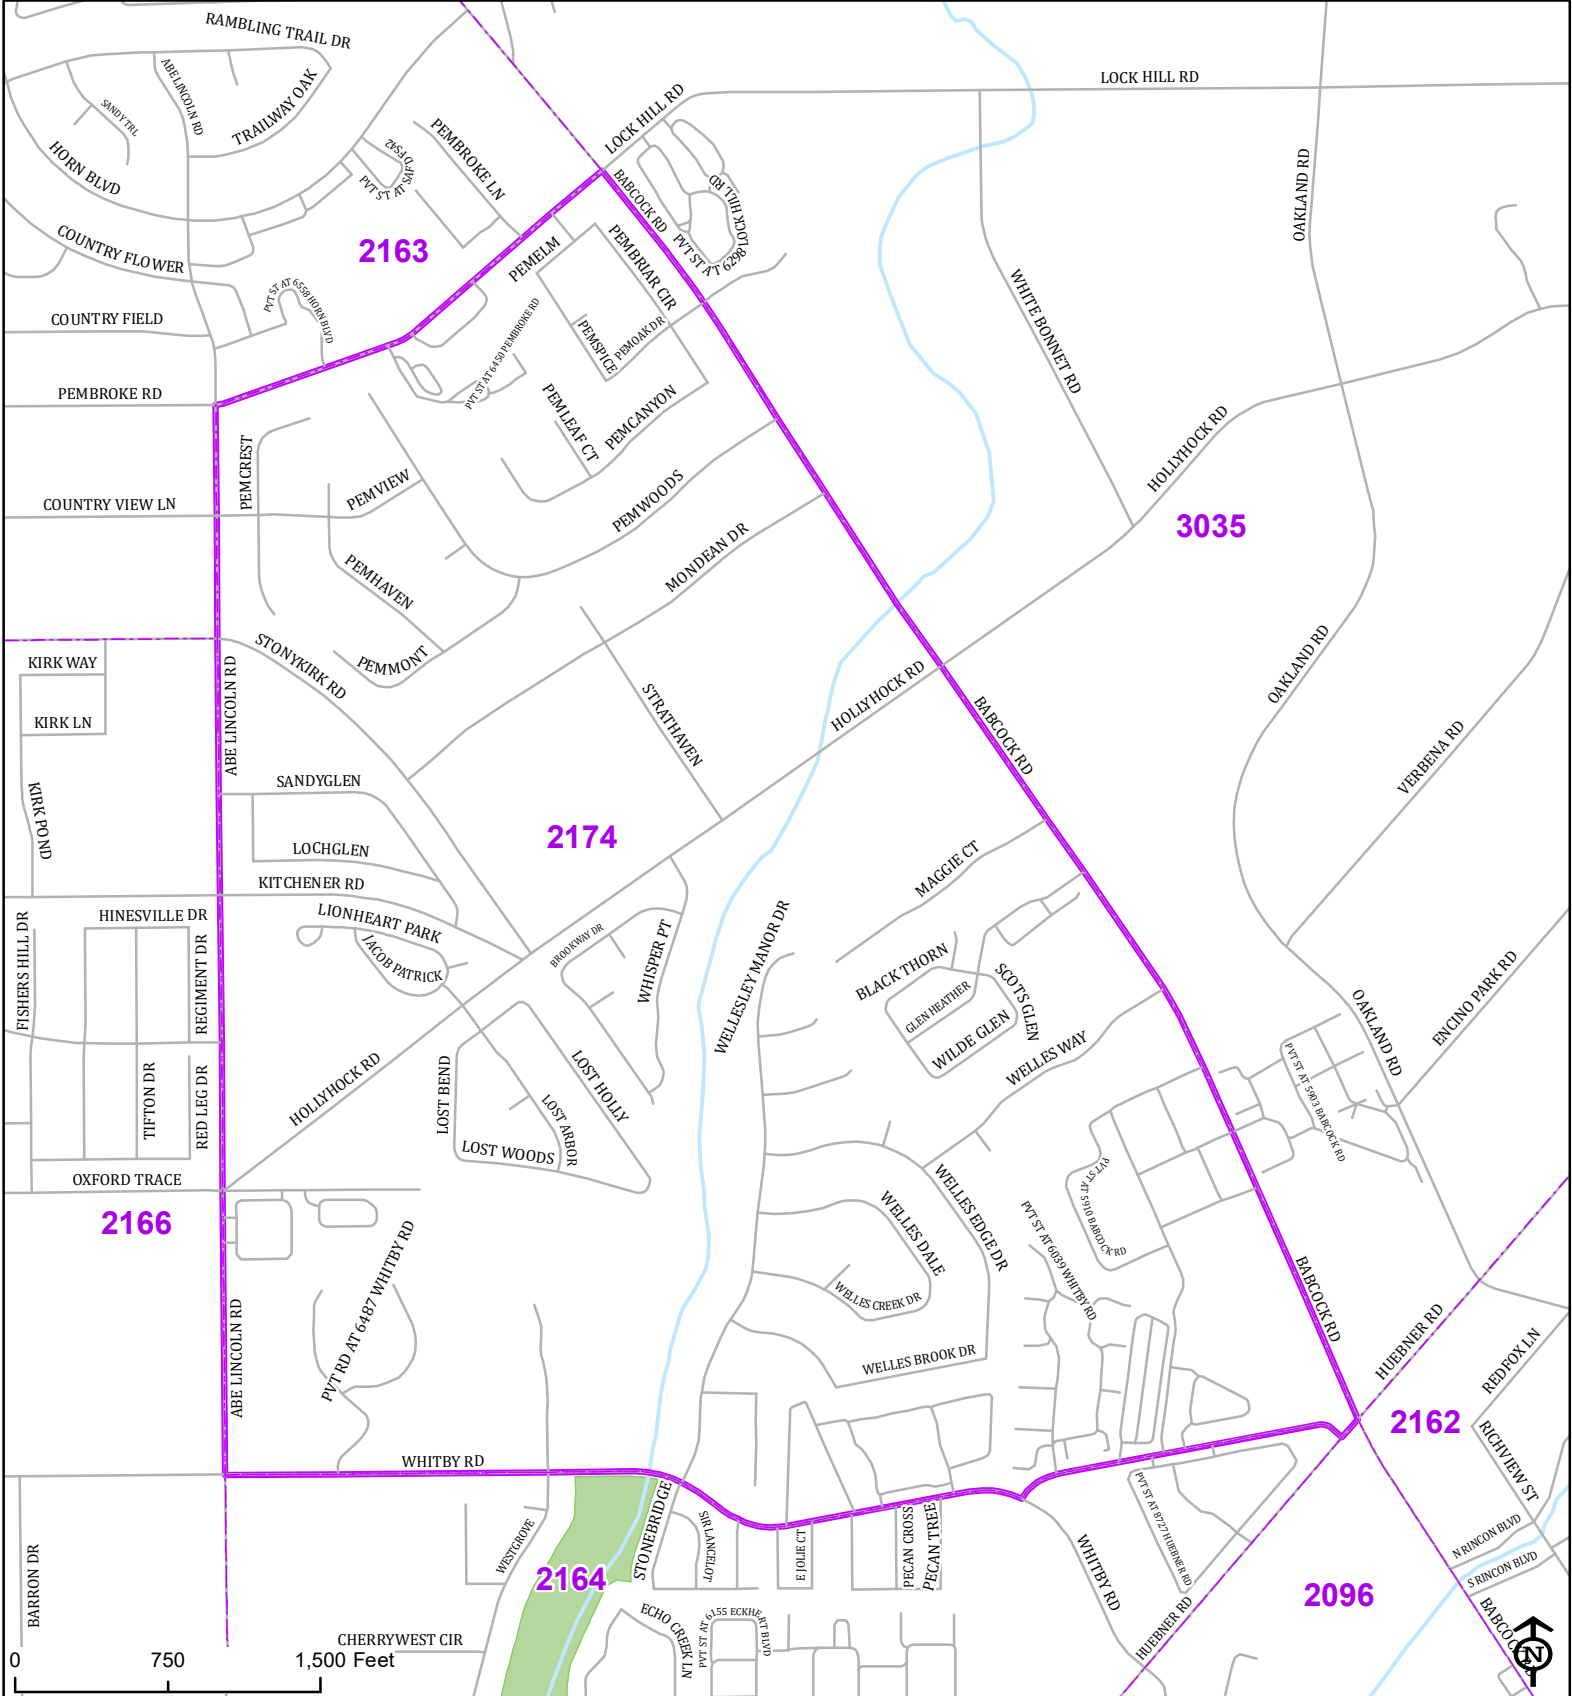 RAMBLING TRAIL DR
ABE LINCOLN RD
SANDY TRL
TRAILWAY OAK
HORN BLVD
PVT ST AT SAF D FS42
PEMBROKE LN
LOCK HILL RD
LOCK HILL RD
BABCOCK RD
PVT ST AT 6298 LOCK HILL RD
OAKLAND RD
COUNTRY FLOWER
2163
PEMELM
PEMBRIAR CIR
PVT ST AT 6558 HORN BLVD
COUNTRY FIELD
PVT ST AT 6450 PEMBROKE RD
PEMSPICE
PEMOAK DR
WHITE BONNET RD
PEMBROKE RD
PEMLEAF CT
PEMCANYON
HOLLYHOCK RD
PEMCREST
PEMVIEW
COUNTRY VIEW LN
PEMWOODS
3035
MONDEAN DR
PEMHAVEN
STONYKIRK RD
PEMMONT
KIRK WAY
ABE LINCOLN RD
STRATHAVEN
HOLLYHOCK RD
BABCOCK RD
OAKLAND RD
KIRK LN
VERBENA RD
SANDYGLEN
KIRK POND
2174
LOCHGLEN
MAGGIE CT
KITCHENER RD
HINESVILLE DR
LIONHEART PARK
FISHERS HILL DR
REGIMENT DR
JACOB PATRICK
BROOKWAY DR
WHISPER PT
WELLESLEY MANOR DR
BLACK THORN
SCOTS GLEN
GLEN HEATHER
WILDE GLEN
WELLES WAY
OAKLAND RD
ENCINO PARK RD
PVT ST AT 5903 BABCOCK RD
HOLLYHOCK RD
LOST BEND
LOST HOLLY
LOST ARBOR
TIFTON DR
RED LEG DR
LOST WOODS
OXFORD TRACE
PVT ST AT 5910 BABCOCK RD
2166
WELLES DALE
WELLES EDGE DR
PVT ST AT 6039 WHITBY RD
PVT RD AT 6487 WHITBY RD
WELLES CREEK DR
BABCOCK RD
ABE LINCOLN RD
HUEBNER RD
WELLES BROOK DR
REDFOX LN
2162
WHITBY RD
RICHVIEW ST
STONEBRIDGE
SIR LANCELOT
E JOLIE CT
PECAN CROSS
PECAN TREE
PVT ST AT 8727 HUEBNER RD
WESTGROVE
N RINCON BLVD
S RINCON BLVD
BARRON DR
2164
WHITBY RD
2096
ECHO CREEK LN
PVT ST AT 6155 ECKHERT BLVD
HUEBNER RD
CHERRYWEST CIR
0 750 1,500 Feet
N